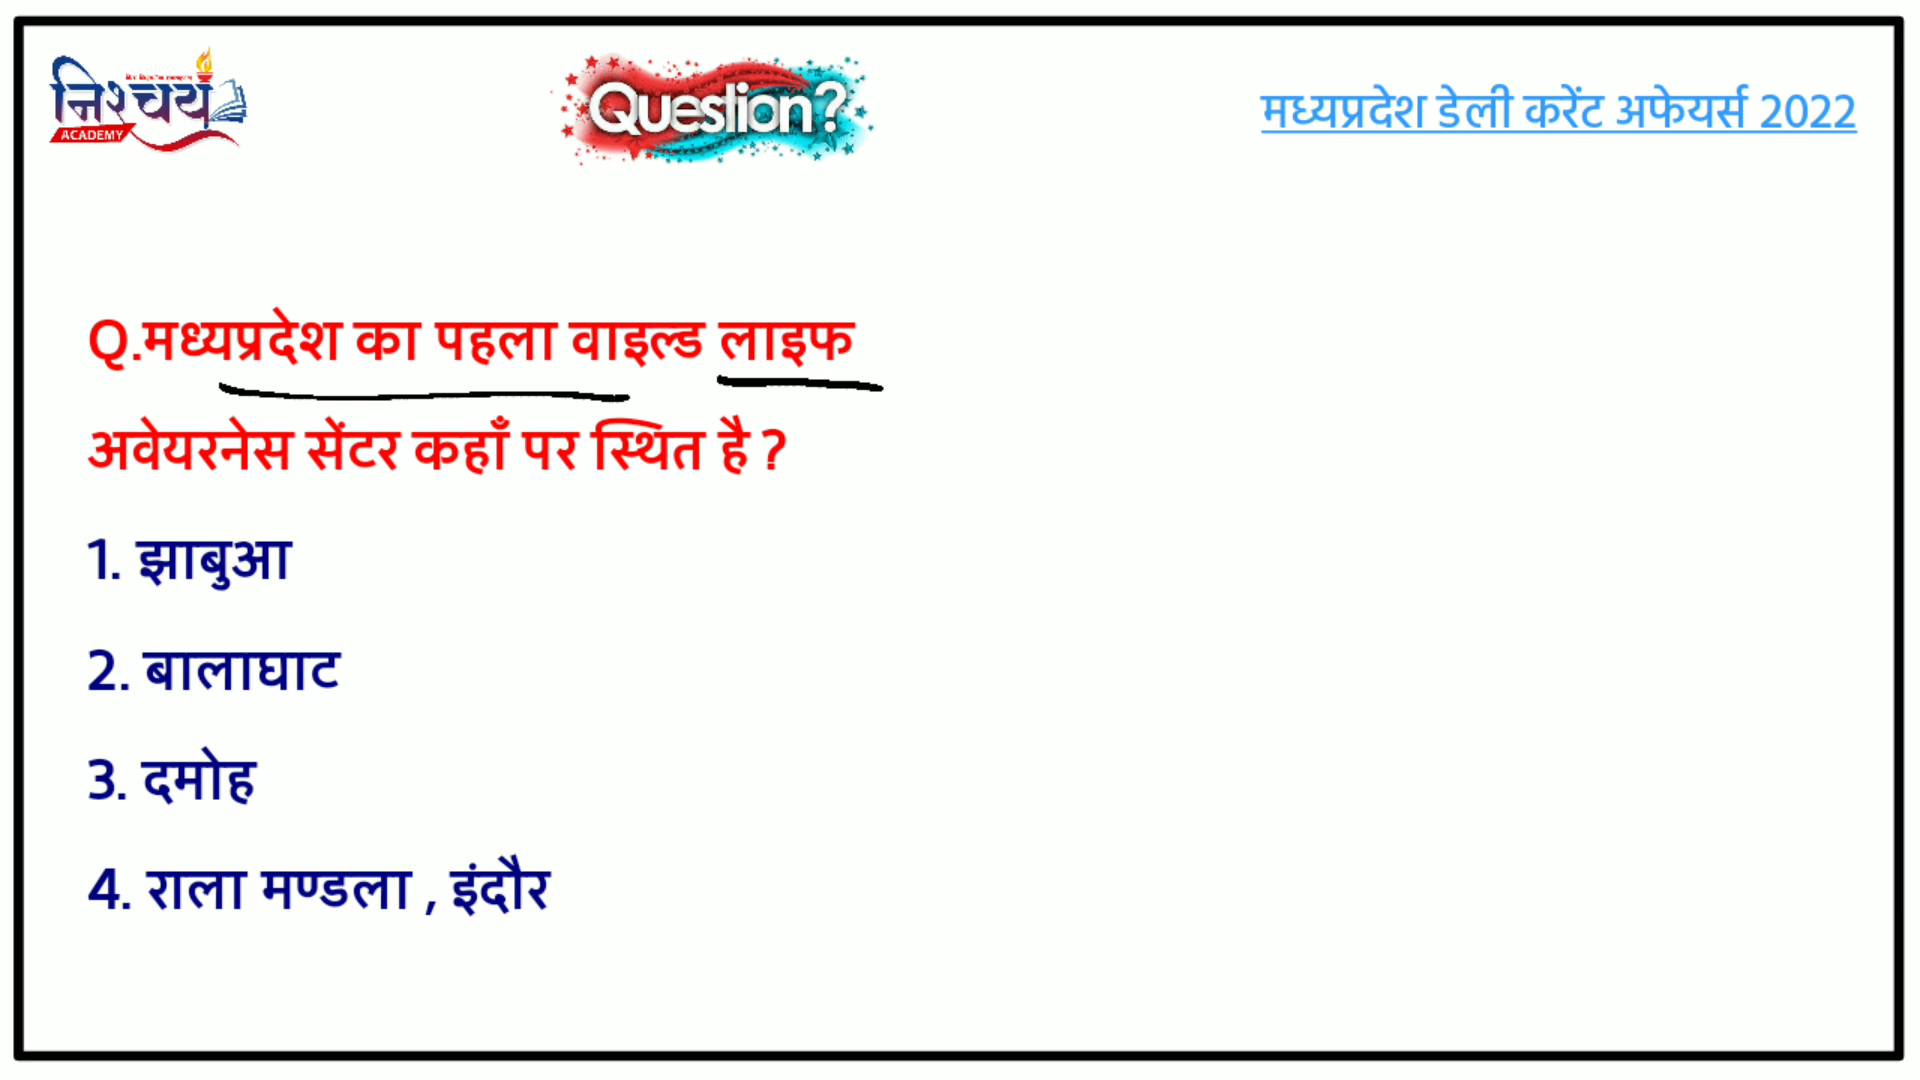 निश्चय
ACADEMY
Question?
मध्यप्रदेश डेली करेंट अफेयर्स 2022
Q.मध्यप्रदेश का पहला वाइल्ड लाइफ
अवेयरनेस सेंटर कहाँ पर स्थित है ?
1. झाबुआ
2. बालाघाट
3. दमोह
4. राला मण्डला , इंदौर